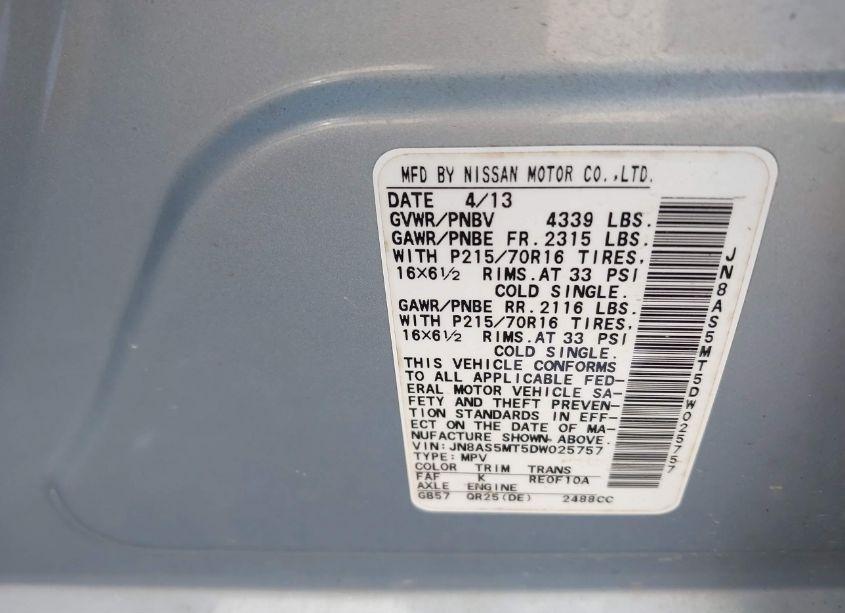 MFD BY NISSAN MOTOR CO.,LTD.
DATE 4/13
GVWR/PNBV 4339 LBS.
GAWR/PNBE FR. 2315 LBS.
WITH P215/70R16 TIRES,
16×6½ RIMS.AT 33 PSI
COLD SINGLE.
GAWR/PNBE RR. 2116 LBS.
WITH P215/70R16 TIRES,
16×6½ RIMS.AT 33 PSI
COLD SINGLE.
THIS VEHICLE CONFORMS
TO ALL APPLICABLE FED-
ERAL MOTOR VEHICLE SA-
FETY AND THEFT PREVEN-
TION STANDARDS IN EFF-
ECT ON THE DATE OF MA-
NUFACTURE SHOWN ABOVE.
VIN: JN8AS5MT5DW025757
TYPE: MPV
COLOR TRIM TRANS
FAF K RE0F10A
AXLE ENGINE
GB57 QR25(DE) 2488CC
JN8AS5MT5DW025757